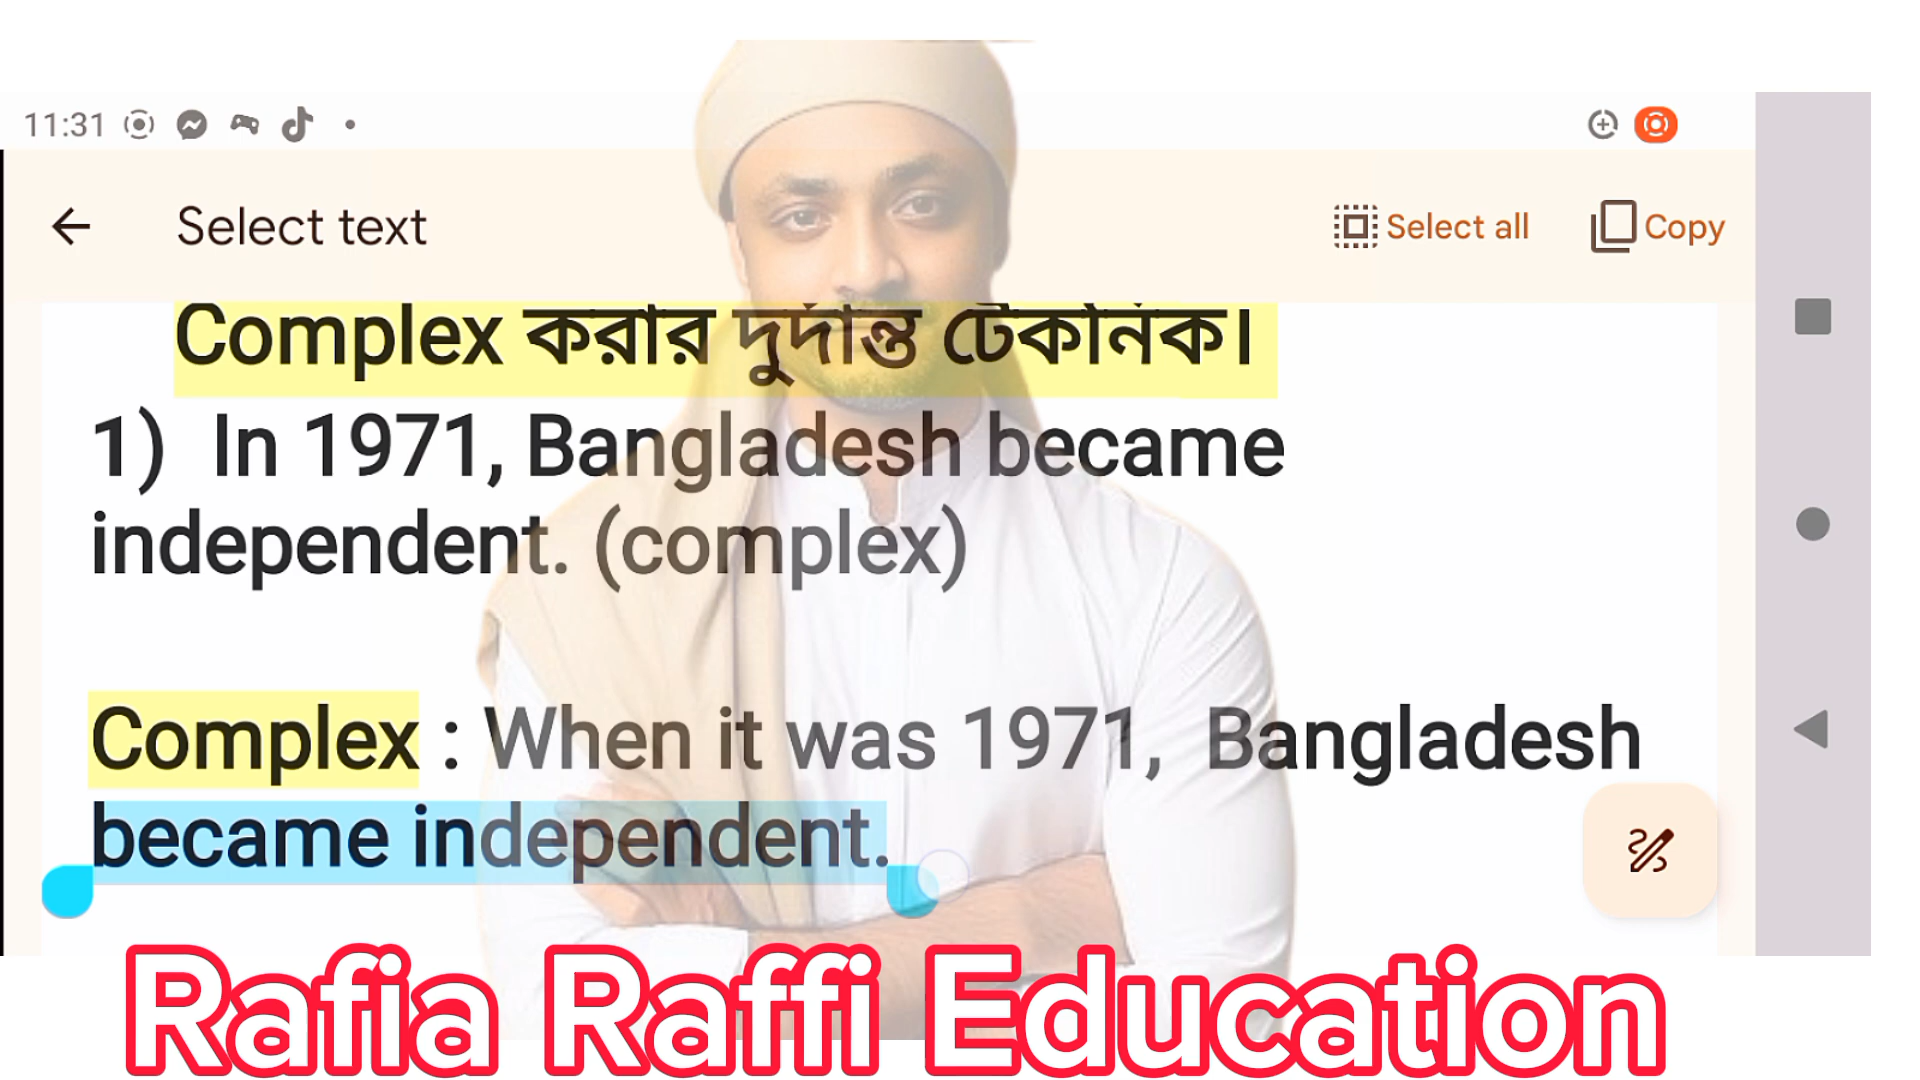 11:31
Select text
Select all
Copy
Complex করার দুর্দান্ত টেকনিক।
1) In 1971, Bangladesh became
independent. (complex)
Complex : When it was 1971, Bangladesh
became independent.
Rafia Raffi Education